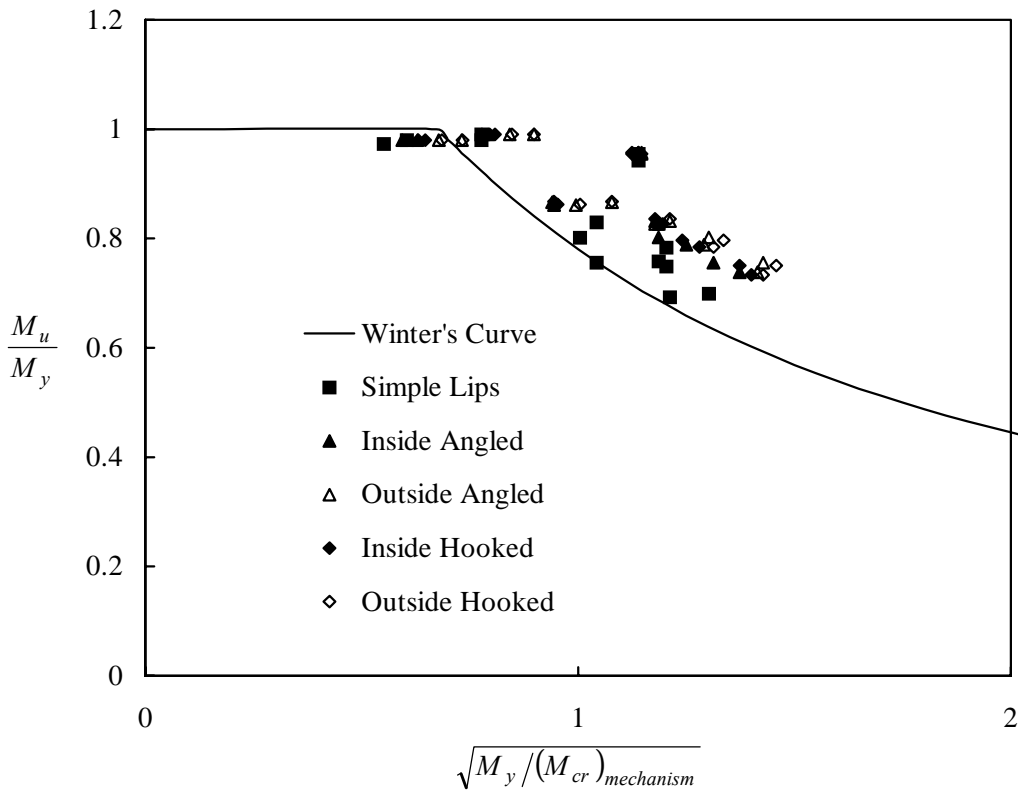 1.2
1
0.8
0.6
0.4
0.2
0
M_u
M_y
Winter's Curve
Simple Lips
Inside Angled
Outside Angled
Inside Hooked
Outside Hooked
0 1 2
√M_y/(M_cr)_mechanism